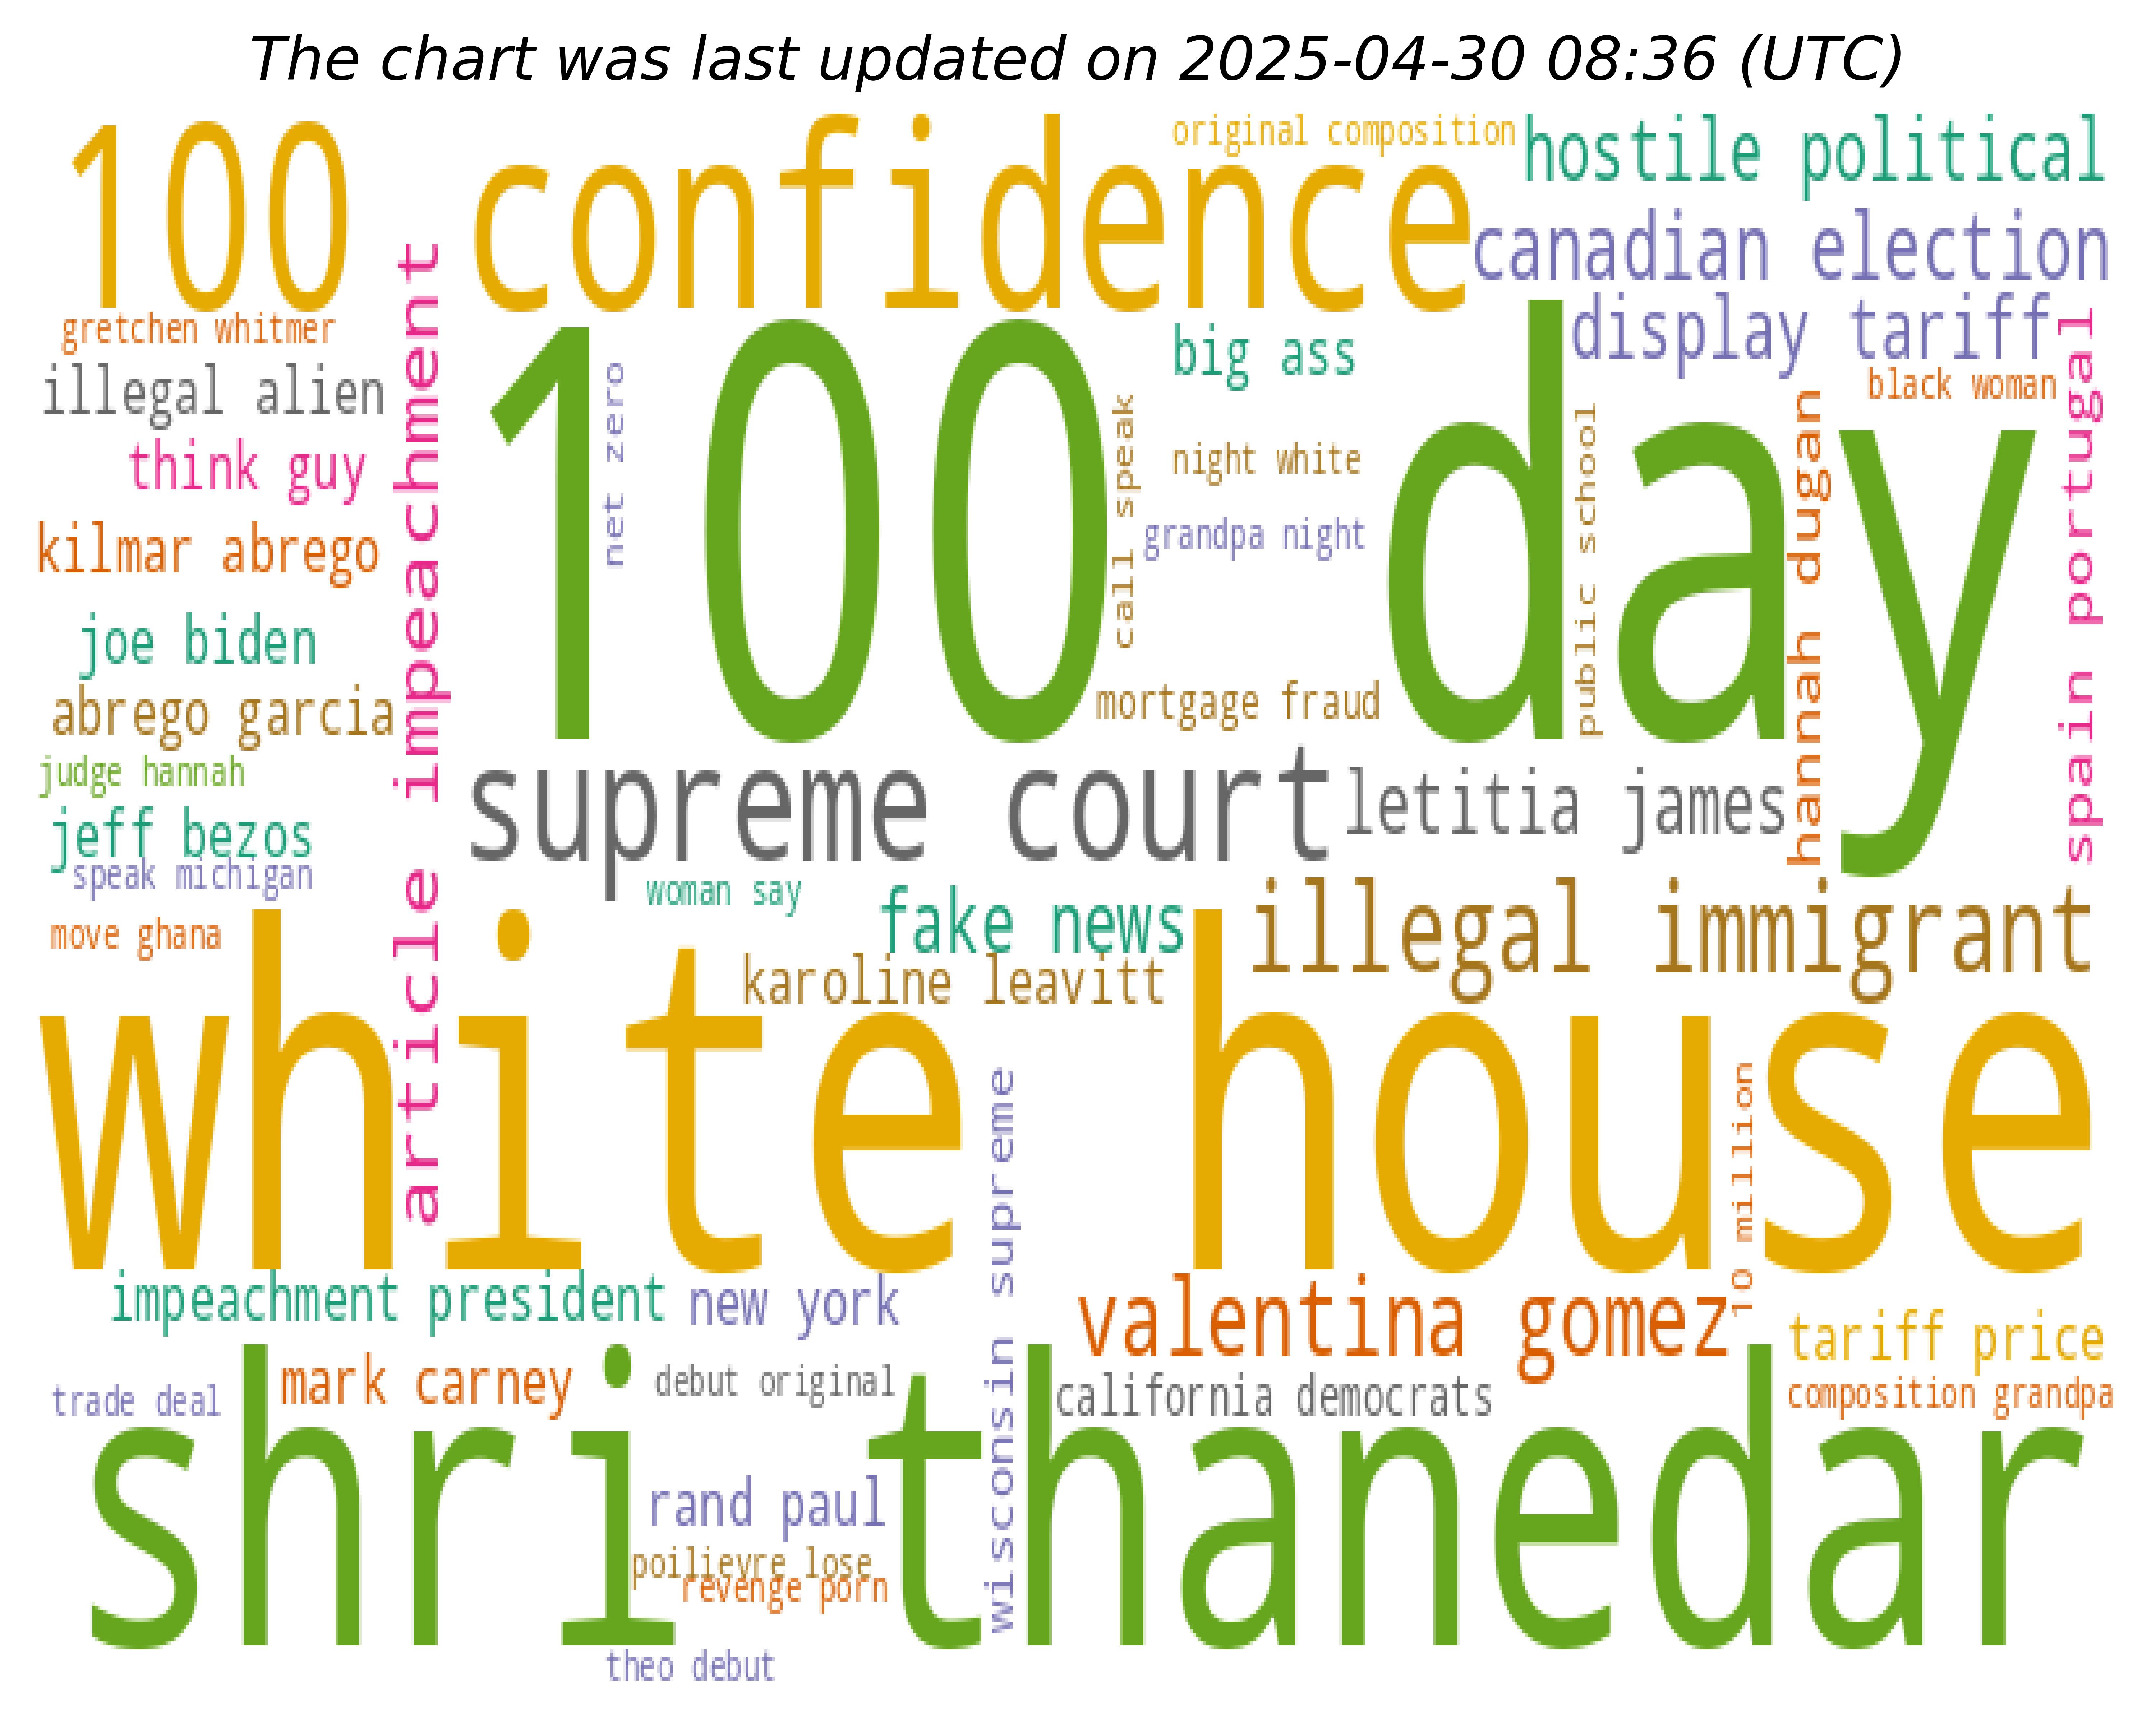 The chart was last updated on 2025-04-30 08:36 (UTC)
100 confidence
original composition
hostile political
canadian election
gretchen whitmer
illegal alien
think guy
kilmar abrego
joe biden
abrego garcia
judge hannah
jeff bezos
speak michigan
move ghana
article impeachment
100 day
net zero
call speak
big ass
night white
grandpa night
mortgage fraud
display tariff
black woman
public school
hannah dugan
spain portugal
supreme court
letitia james
woman say
fake news
karoline leavitt
illegal immigrant
white house
10 million
wisconsin supreme
impeachment president
new york
valentina gomez
tariff price
trade deal
mark carney
debut original
california democrats
composition grandpa
shri thanedar
rand paul
poilievre lose
revenge porn
theo debut